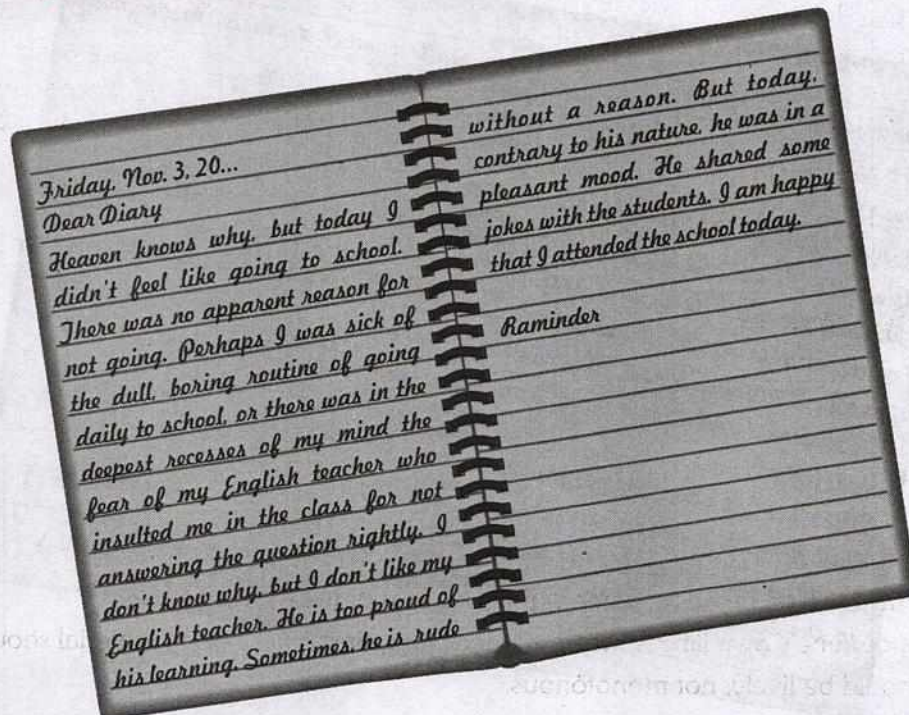 Friday, Nov. 3, 20...
Dear Diary
Heaven knows why, but today I
didn't feel like going to school.
There was no apparent reason for
not going. Perhaps I was sick of
the dull, boring routine of going
daily to school, or there was in the
deepest recesses of my mind the
fear of my English teacher who
insulted me in the class for not
answering the question rightly. I
don't know why, but I don't like my
English teacher. He is too proud of
his learning. Sometimes, he is rude
without a reason. But today,
contrary to his nature, he was in a
pleasant mood. He shared some
jokes with the students. I am happy
that I attended the school today.
Raminder